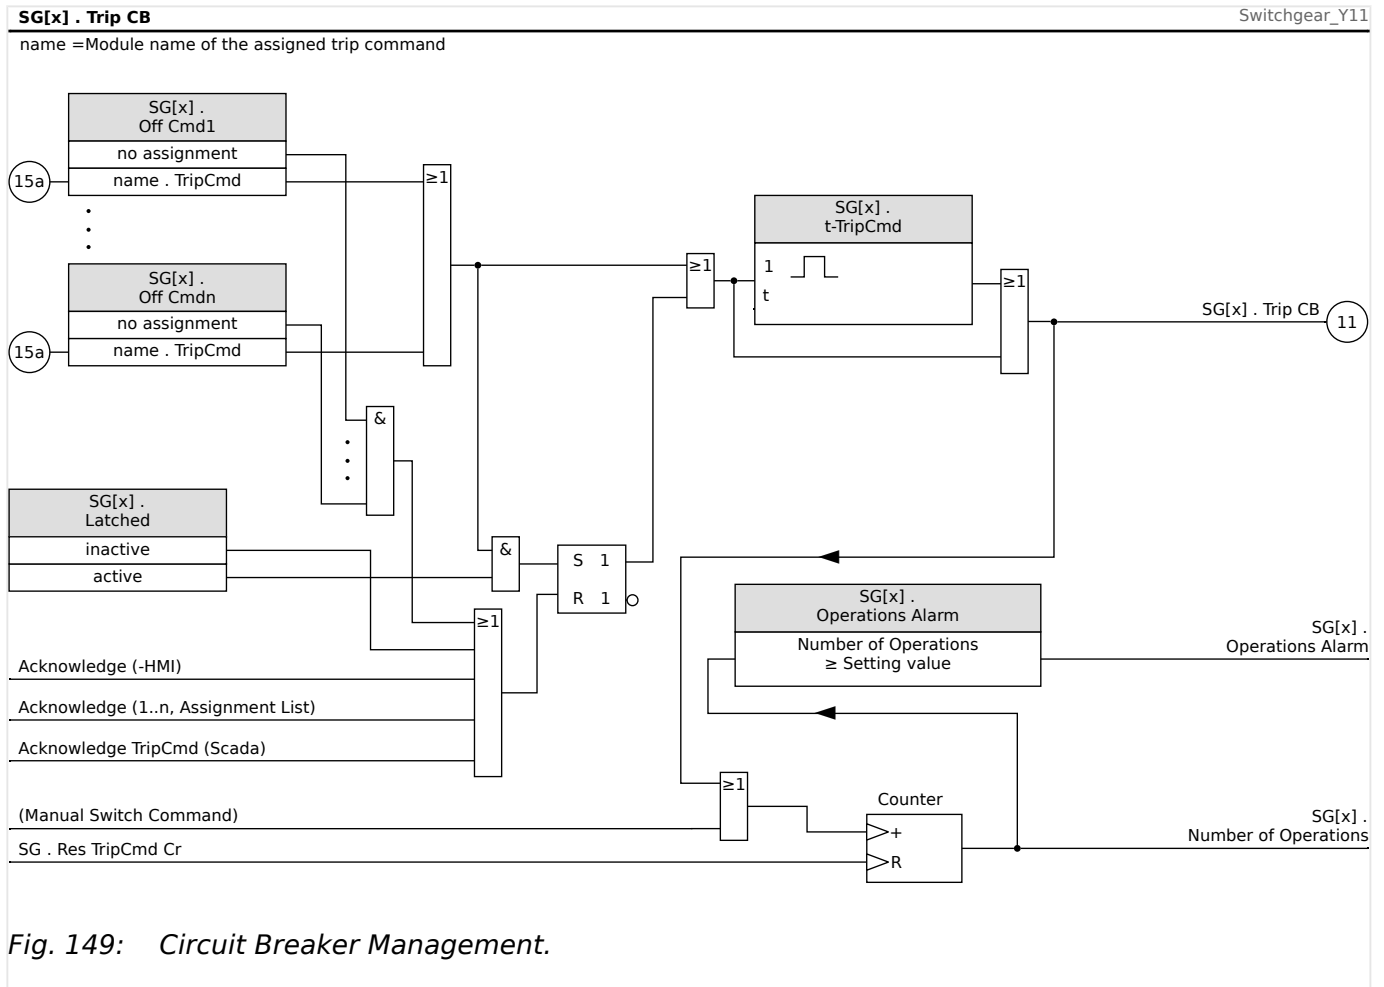 SG[x] . Trip CB
Switchgear_Y11
name =Module name of the assigned trip command
SG[x] .
Off Cmd1
no assignment
15a
name . TripCmd
≥1
SG[x] .
t-TripCmd
1
t
SG[x] .
Off Cmdn
no assignment
15a
name . TripCmd
≥1
≥1
SG[x] . Trip CB
11
&
SG[x] .
Latched
inactive
active
&
S 1
R 1
≥1
SG[x] .
Operations Alarm
Number of Operations
≥ Setting value
SG[x] .
Operations Alarm
Acknowledge (-HMI)
Acknowledge (1..n, Assignment List)
Acknowledge TripCmd (Scada)
(Manual Switch Command)
SG . Res TripCmd Cr
≥1
Counter
+
R
SG[x] .
Number of Operations
Fig. 149: Circuit Breaker Management.